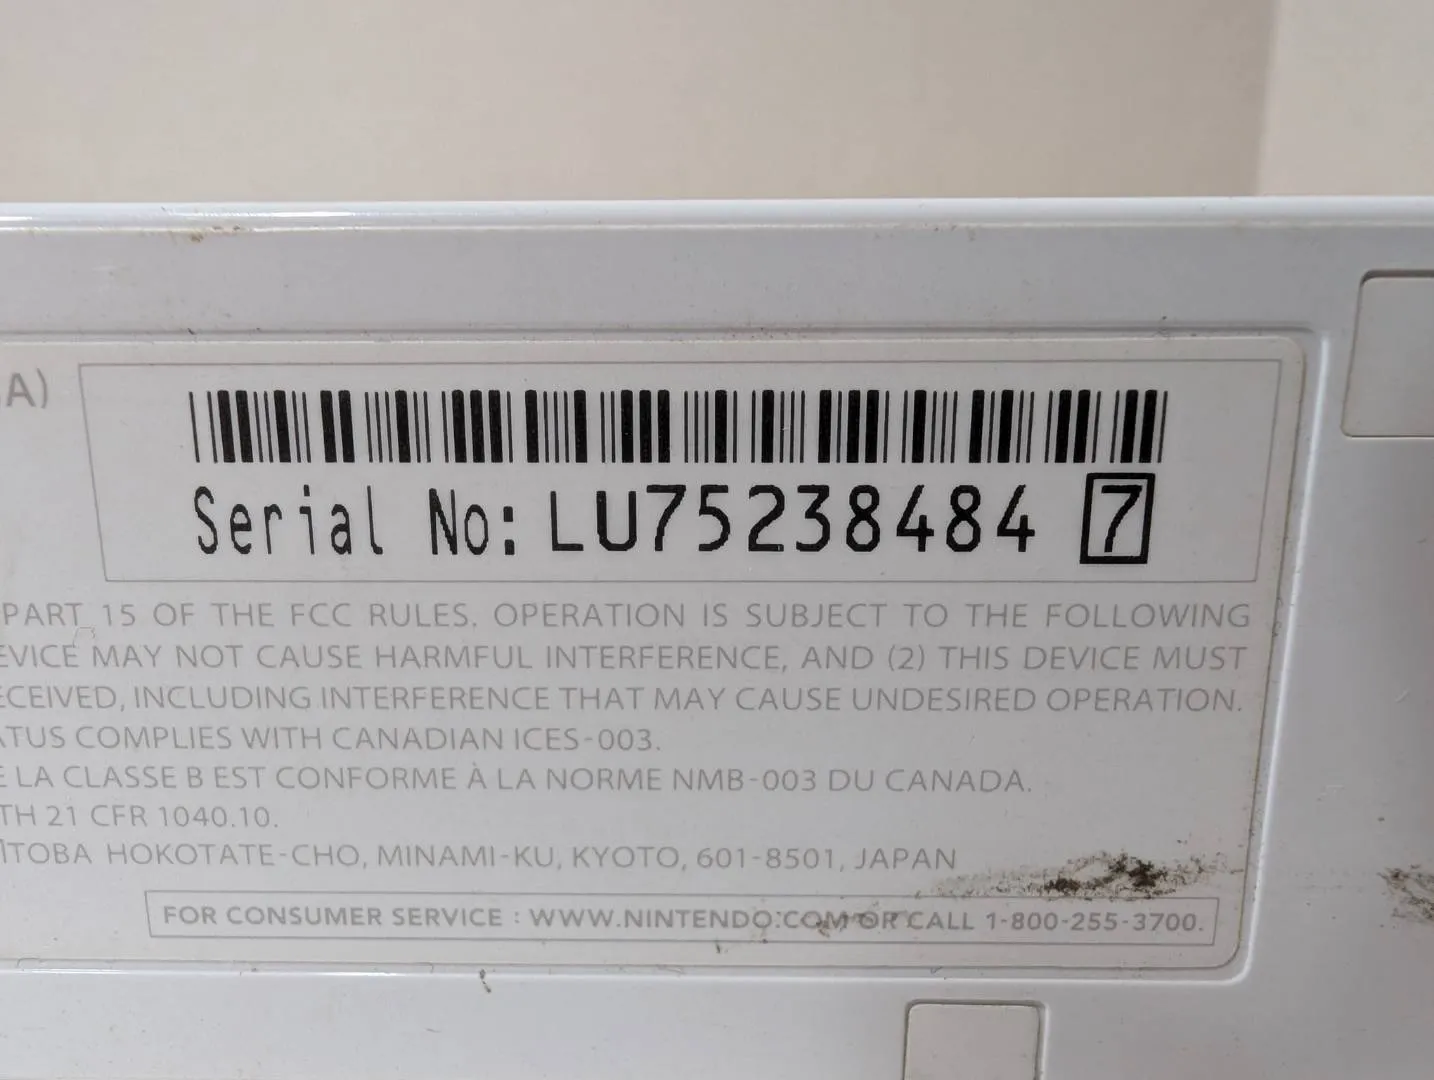 A)
Serial No: LU75238484 7
PART 15 OF THE FCC RULES. OPERATION IS SUBJECT TO THE FOLLOWING
EVICE MAY NOT CAUSE HARMFUL INTERFERENCE, AND (2) THIS DEVICE MUST
ECEIVED, INCLUDING INTERFERENCE THAT MAY CAUSE UNDESIRED OPERATION.
ATUS COMPLIES WITH CANADIAN ICES-003.
E LA CLASSE B EST CONFORME À LA NORME NMB-003 DU CANADA.
TH 21 CFR 1040.10.
ITOBA HOKOTATE-CHO, MINAMI-KU, KYOTO, 601-8501, JAPAN
FOR CONSUMER SERVICE : WWW.NINTENDO.COM OR CALL 1-800-255-3700.